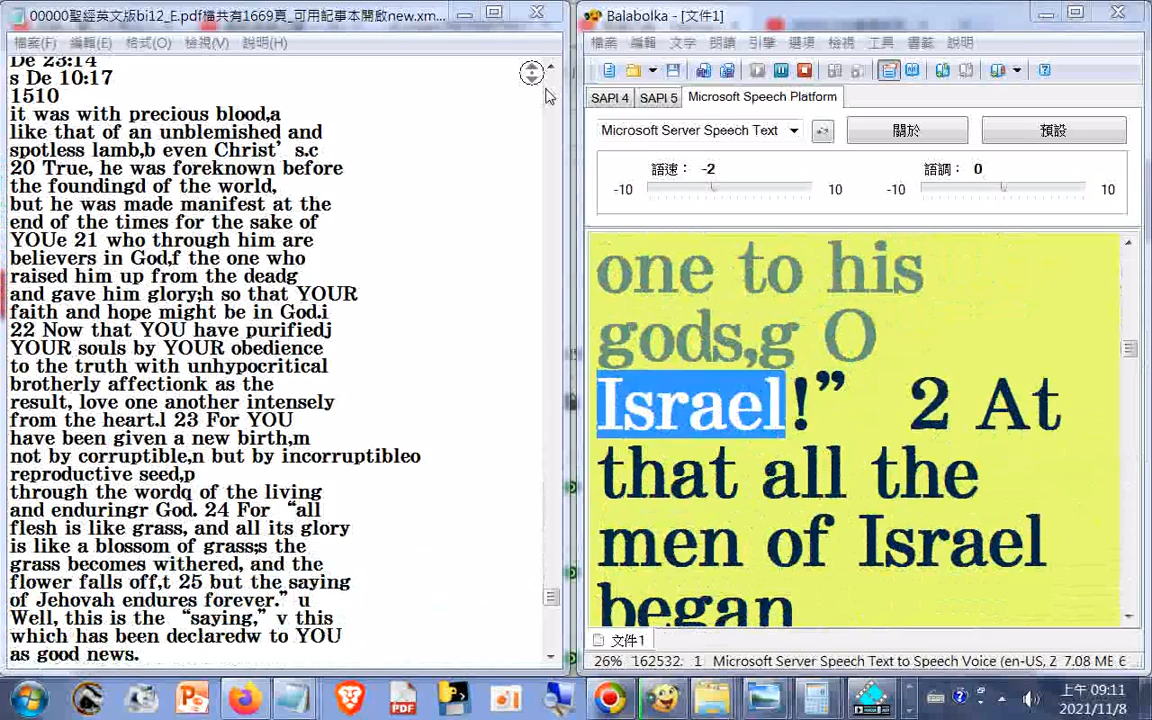 00000聖經英文版bi12_E.pdf檔共有1669頁_可用記事本開啟new.xm...
檔案(F) 編輯(E) 格式(O) 檢視(V) 說明(H)
De 23:14
s De 10:17
1510
it was with precious blood,a
like that of an unblemished and
spotless lamb,b even Christ’s.c
20 True, he was foreknown before
the foundingd of the world,
but he was made manifest at the
end of the times for the sake of
YOUe 21 who through him are
believers in God,f the one who
raised him up from the deadg
and gave him glory;h so that YOUR
faith and hope might be in God.i
22 Now that YOU have purifiedj
YOUR souls by YOUR obedience
to the truth with unhypocritical
brotherly affectionk as the
result, love one another intensely
from the heart.l 23 For YOU
have been given a new birth,m
not by corruptible,n but by incorruptibleo
reproductive seed,p
through the wordq of the living
and enduringr God. 24 For “all
flesh is like grass, and all its glory
is like a blossom of grass;s the
grass becomes withered, and the
flower falls off,t 25 but the saying
of Jehovah endures forever.” u
Well, this is the “saying,” v this
which has been declaredw to YOU
as good news.
Balabolka - [文件1]
檔案 編輯 文字 朗讀 引擎 選項 檢視 工具 書籤 說明
SAPI 4 SAPI 5 Microsoft Speech Platform
Microsoft Server Speech Text 關於 預設
語速: -2 語調: 0
-10 10 -10 10
one to his
gods,g O
Israel!” 2 At
that all the
men of Israel
began
文件1
26% 162532: 1 Microsoft Server Speech Text to Speech Voice (en-US, Z 7.08 MB 6
PDF
上午 09:11
2021/11/8